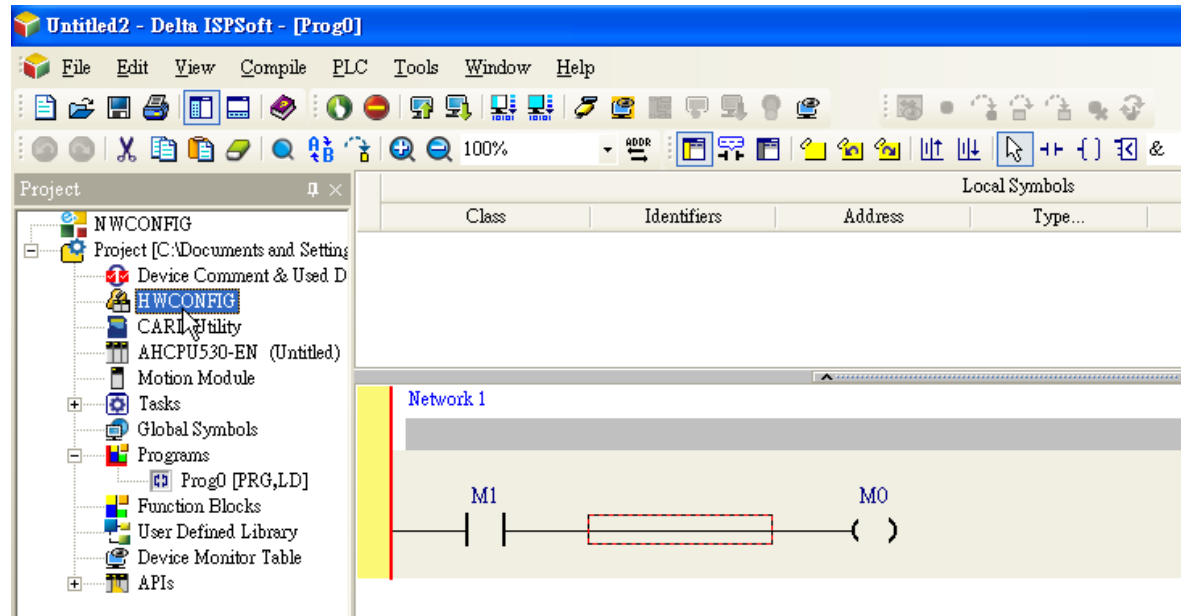 Untitled2 - Delta ISPSoft - [Prog0]
File Edit View Compile PLC Tools Window Help
100%
ADDR
&
Project
Local Symbols
Class Identifiers Address Type...
NWCONFIG
Project [C:\Documents and Setting
Device Comment & Used D
HWCONFIG
CARD Utility
AHCPU530-EN (Untitled)
Motion Module
Tasks
Global Symbols
Programs
Prog0 [PRG,LD]
Function Blocks
User Defined Library
Device Monitor Table
APIs
Network 1
M1 M0